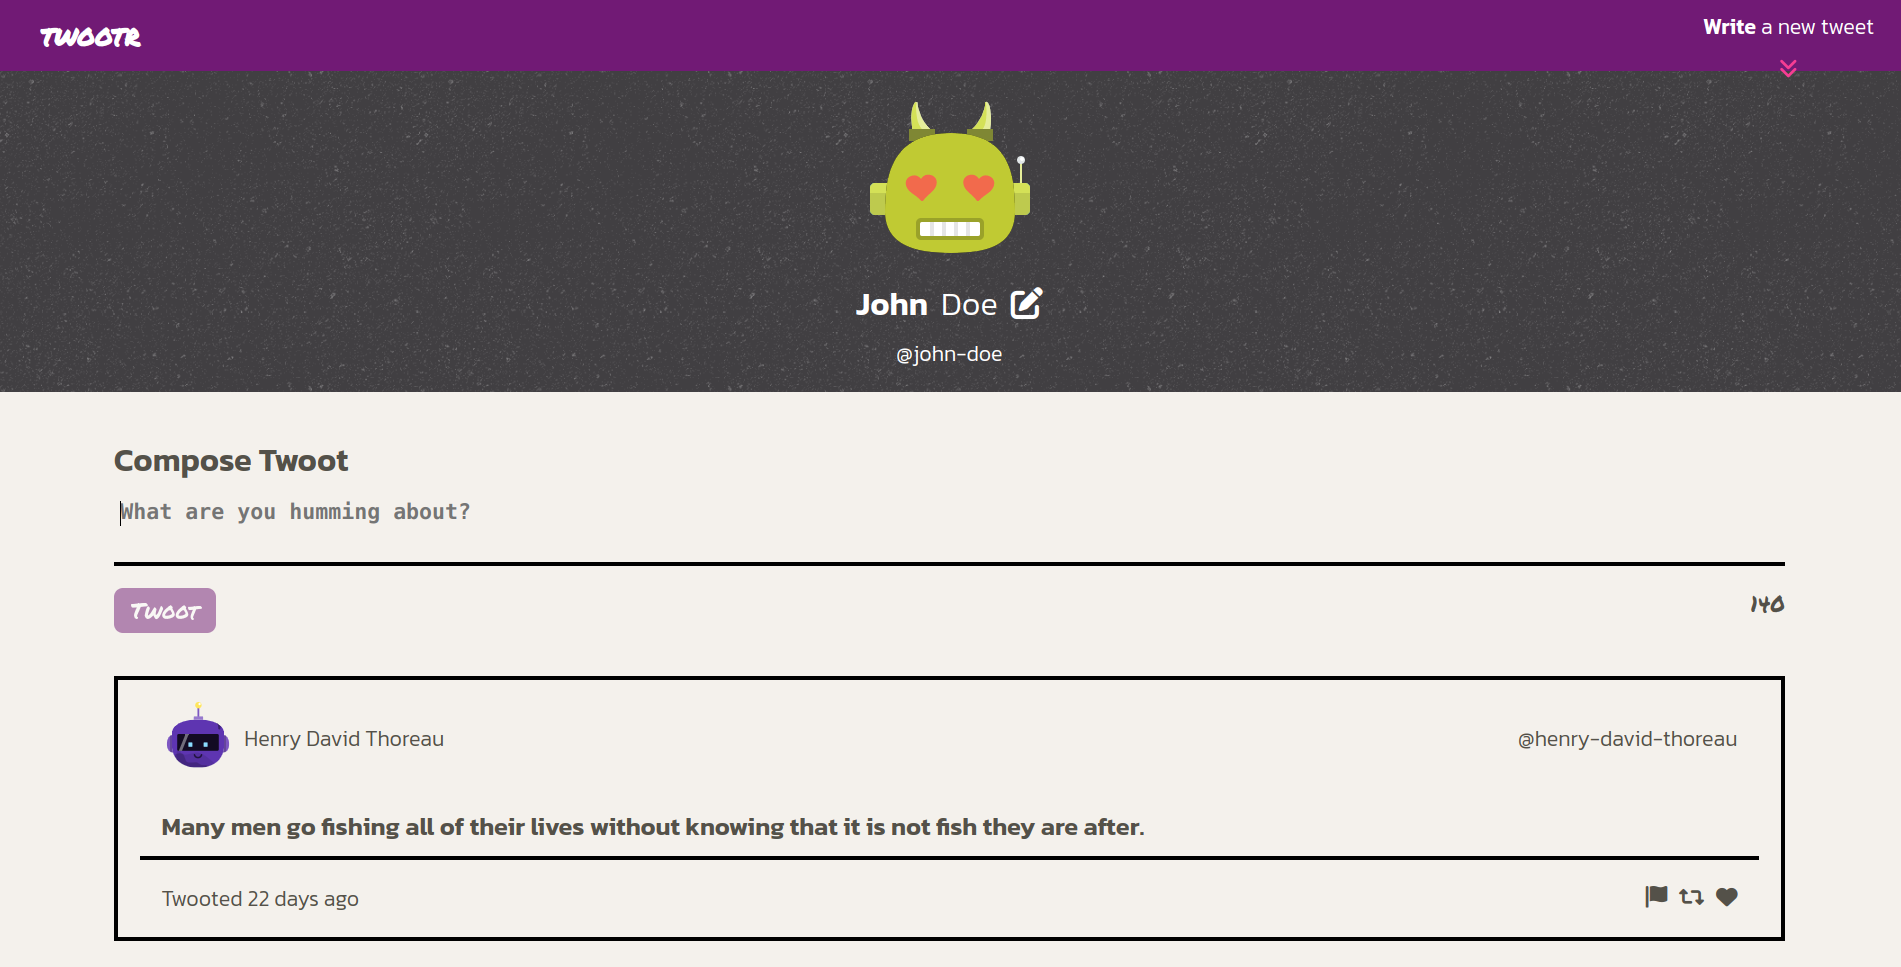 TWOOTR
Write a new tweet
John Doe
@john-doe
Compose Twoot
What are you humming about?
Twoot
140
Henry David Thoreau
@henry-david-thoreau
Many men go fishing all of their lives without knowing that it is not fish they are after.
Twooted 22 days ago